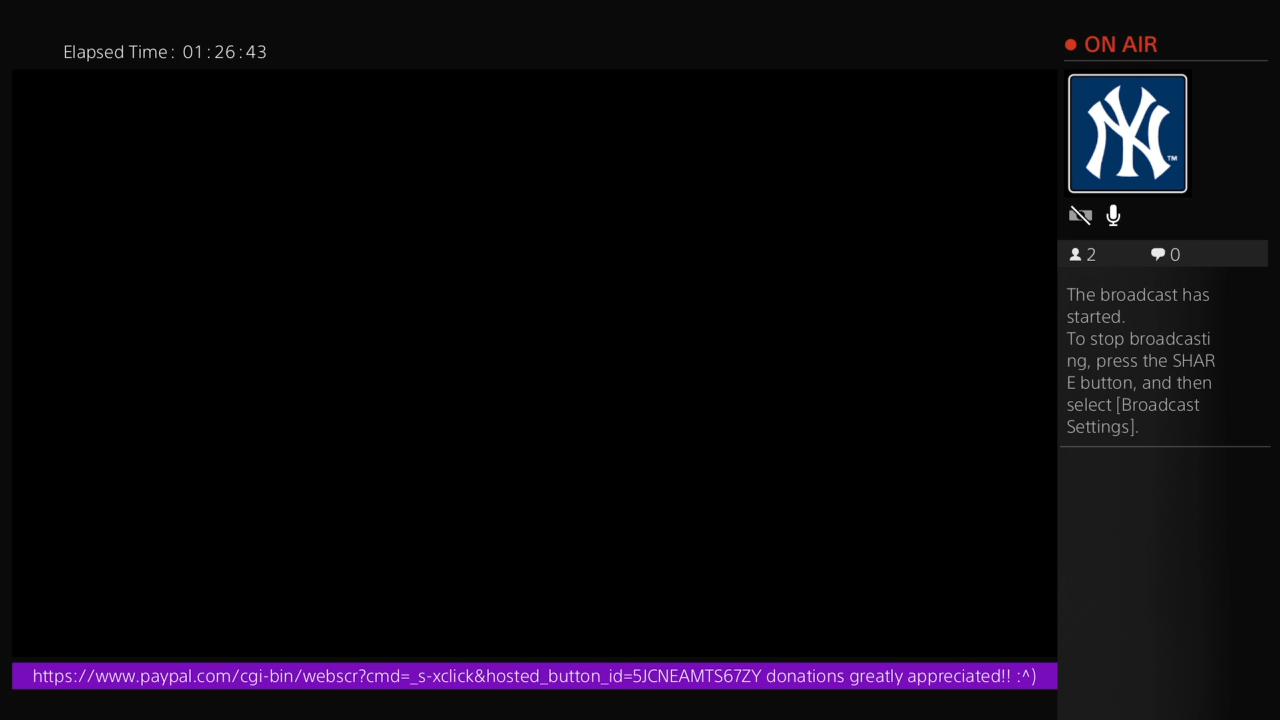 Elapsed Time: 01:26:43
ON AIR
NY
TM
2 0
The broadcast has
started.
To stop broadcasti
ng, press the SHAR
E button, and then
select [Broadcast
Settings].
https://www.paypal.com/cgi-bin/webscr?cmd=_s-xclick&hosted_button_id=5JCNEAMTS67ZY donations greatly appreciated!! :^)